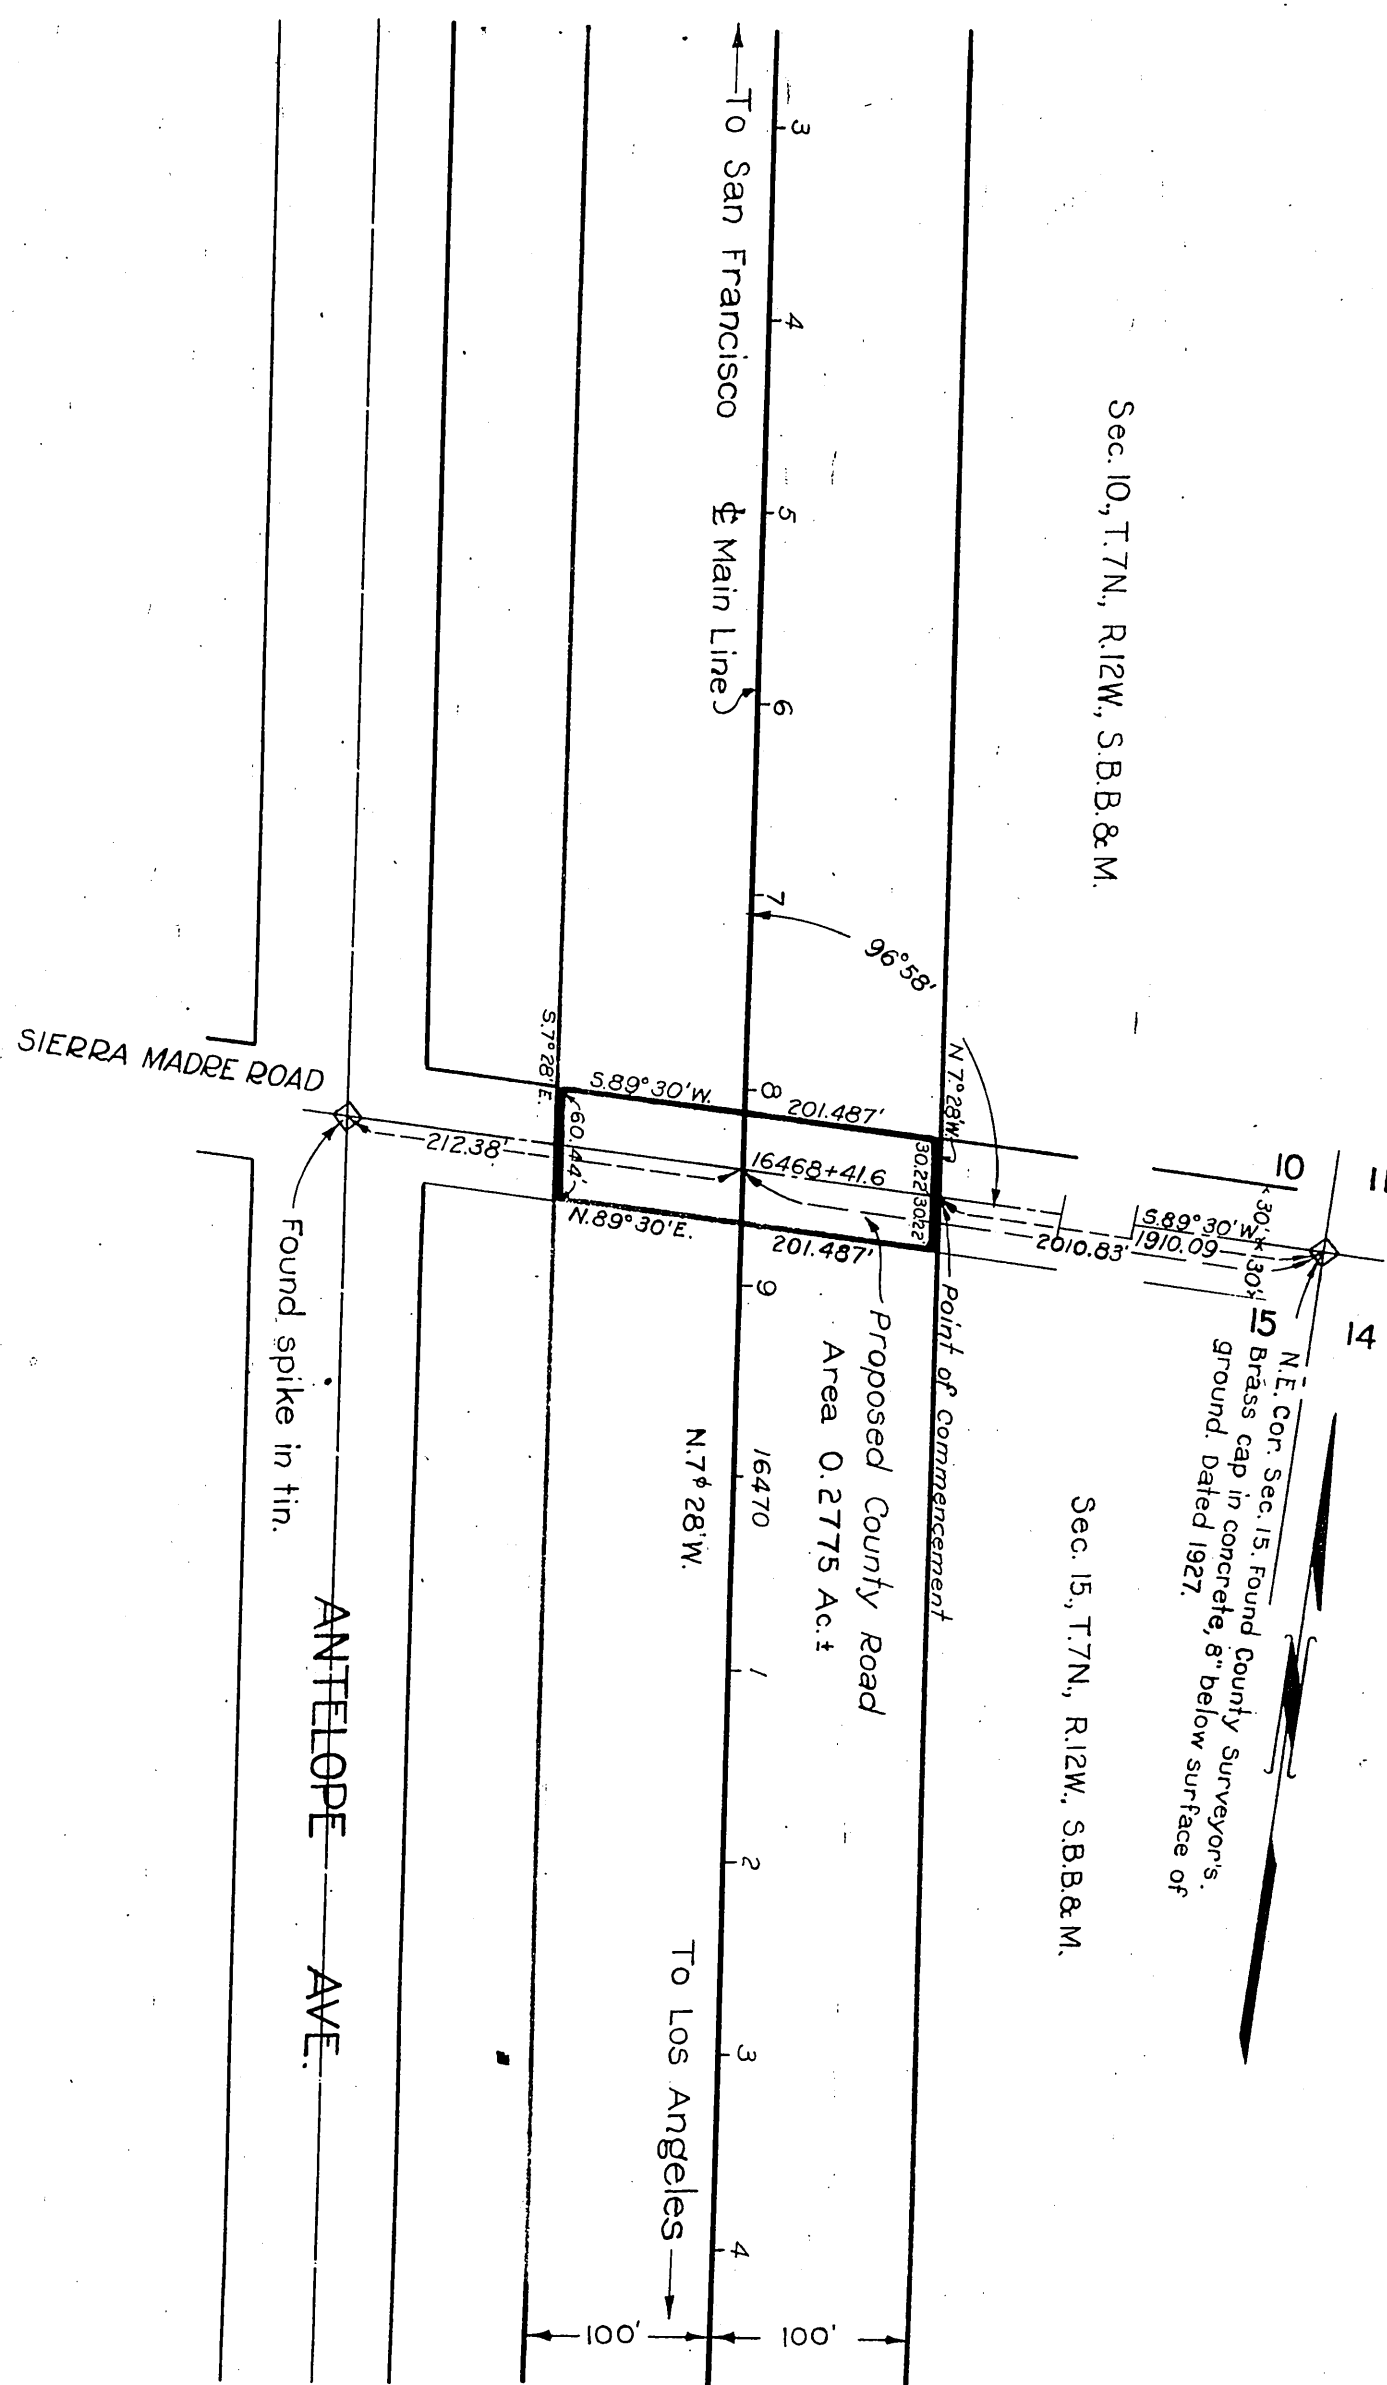 Sec. 10., T.7N., R.12W., S.B.B.& M.
To San Francisco
℄ Main Line
3
4
5
6
7
8
9
16470
1
2
3
4
96°58'
N 7°28'W.
S.7°28'E.
S.89°30'W.
201.487'
16468+41.6
30.22'
30.22'
60.44'
N.89°30'E.
201.487'
212.38'
2010.83'
S.89°30'W.
1910.09
30'
30'
10
11
15
14
N.E. Cor. Sec. 15. Found County Surveyor's.
Brass cap in concrete, 8" below surface of
ground. Dated 1927.
SIERRA MADRE ROAD
Found spike in tin.
Point of commencement
Proposed County Road
Area 0.2775 Ac.±
N.7°28'W.
Sec. 15., T.7N., R.12W., S.B.B.& M.
ANTELOPE AVE.
To Los Angeles
100'
100'